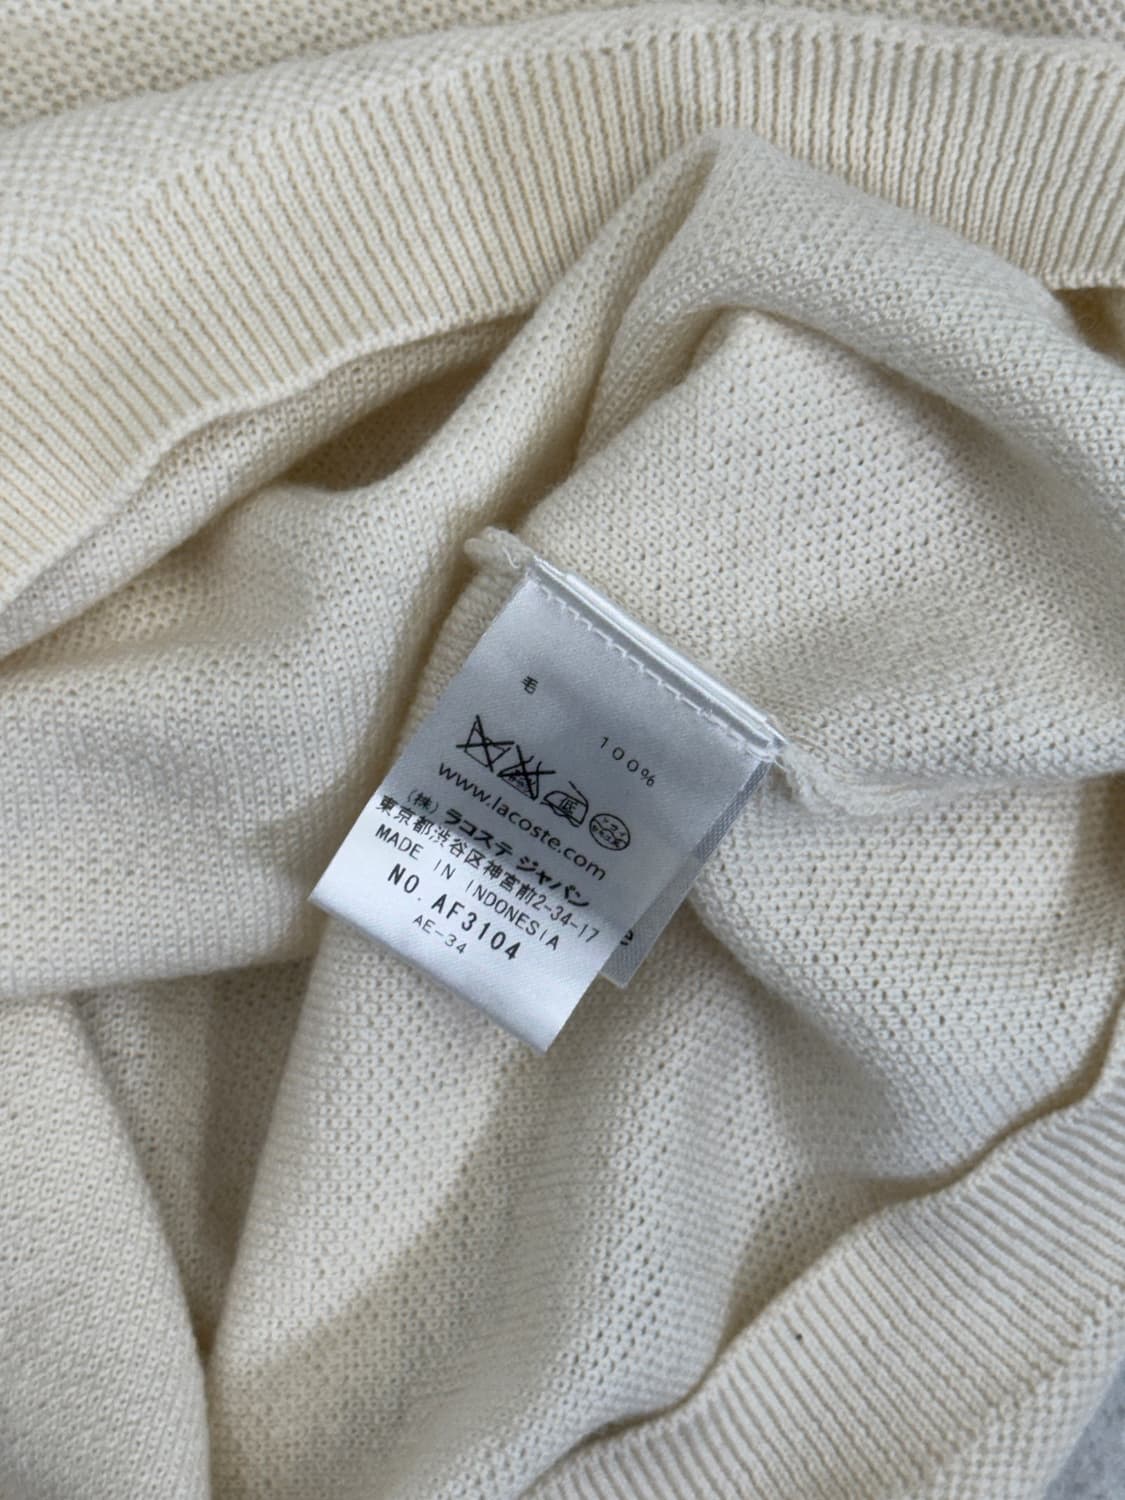 毛
100%
低
www.lacoste.com
(株) ラコステ ジャパン
東京都渋谷区神宮前2-34-17
MADE IN INDONESIA
NO. AF3104
AE-34
e